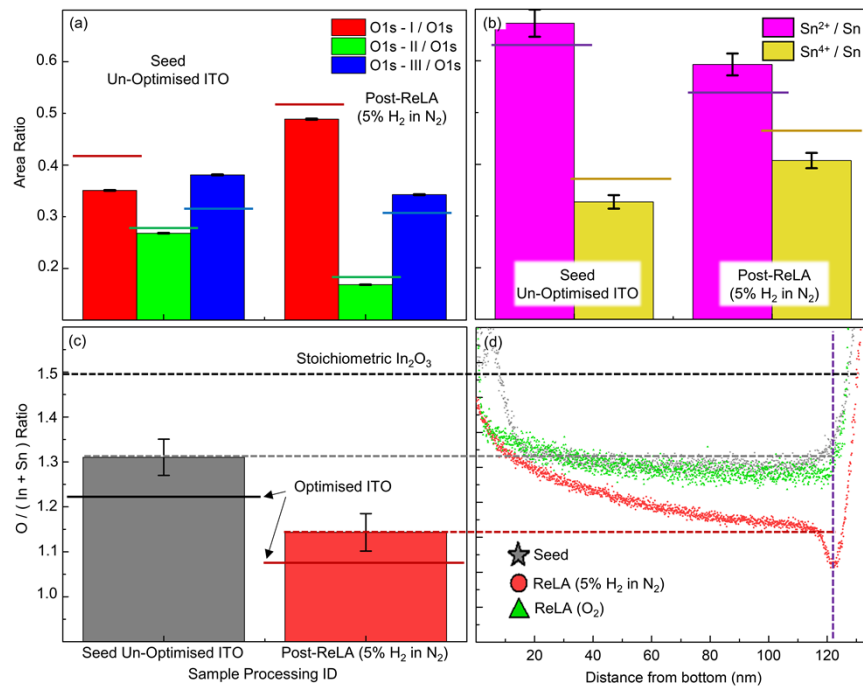 (a)
O1s - I / O1s
O1s - II / O1s
O1s - III / O1s
Seed
Un-Optimised ITO
Post-ReLA
(5% H₂ in N₂)
Area Ratio
0.6
0.5
0.4
0.3
0.2
(b)
Sn²⁺ / Sn
Sn⁴⁺ / Sn
Seed
Un-Optimised ITO
Post-ReLA
(5% H₂ in N₂)
(c)
Stoichiometric In₂O₃
Optimised ITO
O / ( In + Sn ) Ratio
1.5
1.4
1.3
1.2
1.1
1.0
Seed Un-Optimised ITO
Post-ReLA (5% H₂ in N₂)
Sample Processing ID
(d)
Seed
ReLA (5% H₂ in N₂)
ReLA (O₂)
20 40 60 80 100 120
Distance from bottom (nm)